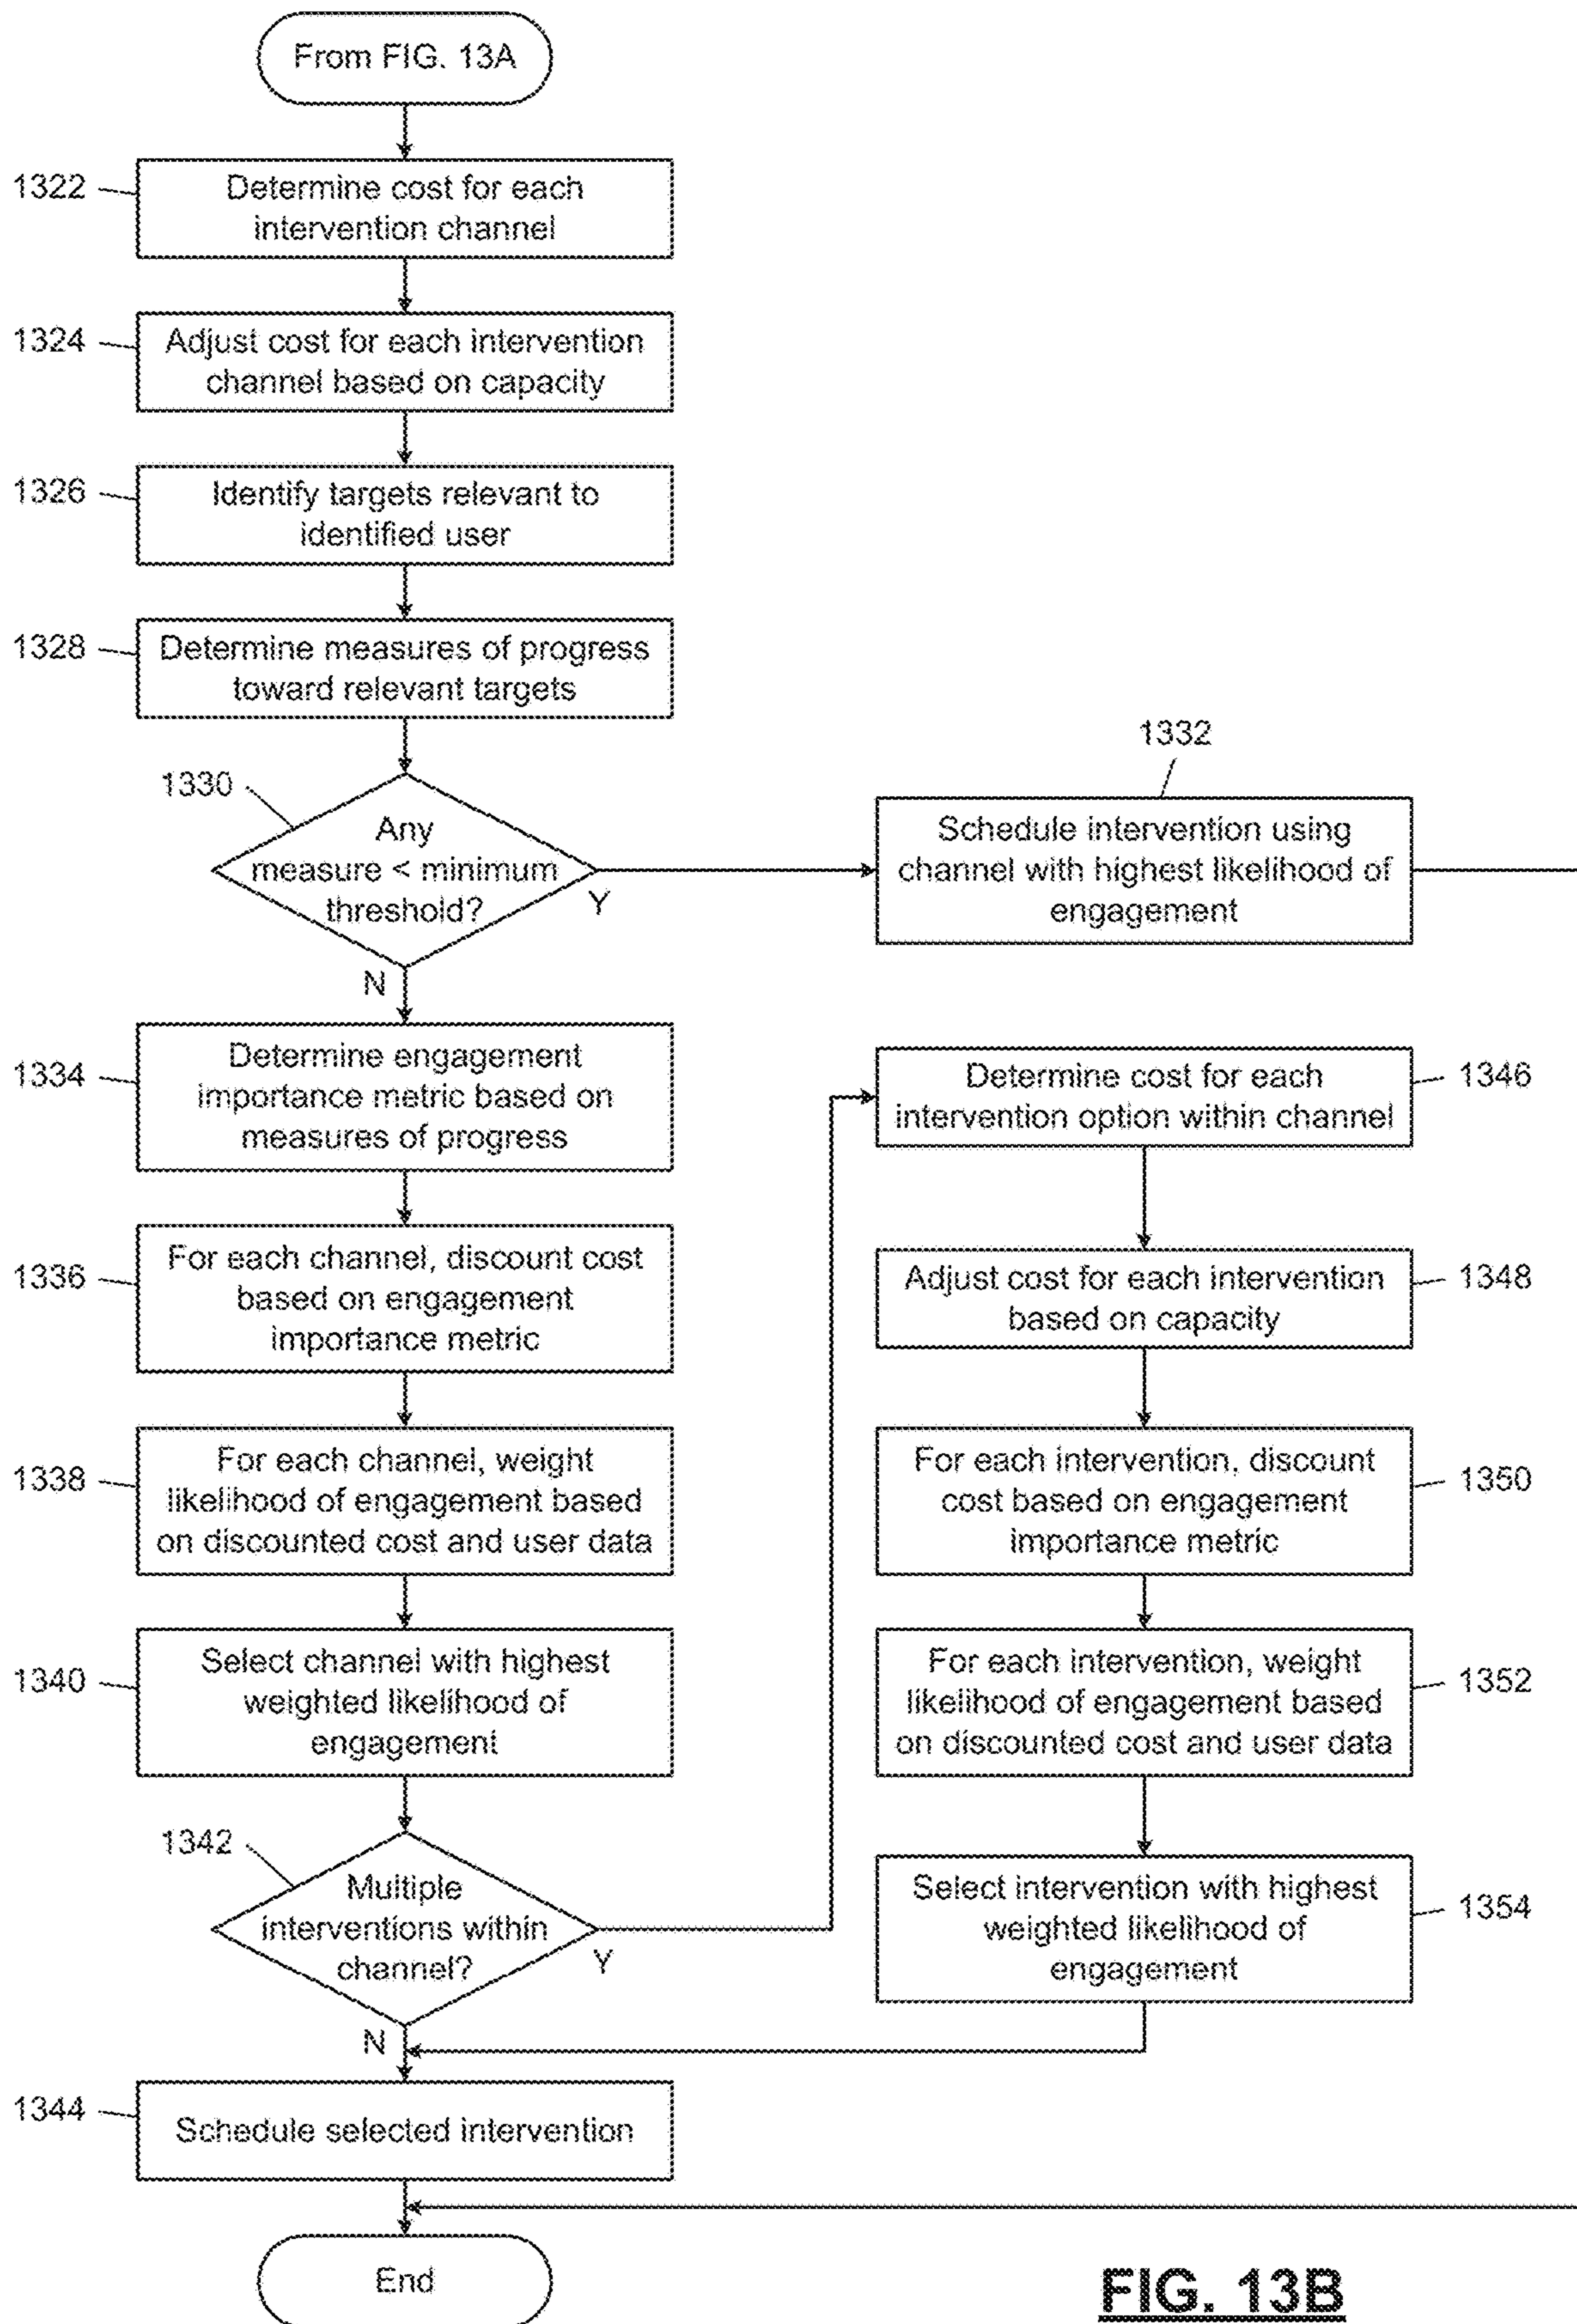 From FIG. 13A
1322
Determine cost for each
intervention channel
1324
Adjust cost for each intervention
channel based on capacity
1326
Identify targets relevant to
identified user
1328
Determine measures of progress
toward relevant targets
1330
Any
measure < minimum
threshold?
Y
N
1332
Schedule intervention using
channel with highest likelihood of
engagement
1334
Determine engagement
importance metric based on
measures of progress
1336
For each channel, discount cost
based on engagement
importance metric
1338
For each channel, weight
likelihood of engagement based
on discounted cost and user data
1340
Select channel with highest
weighted likelihood of
engagement
1342
Multiple
interventions within
channel?
Y
N
1346
Determine cost for each
intervention option within channel
1348
Adjust cost for each intervention
based on capacity
1350
For each intervention, discount
cost based on engagement
importance metric
1352
For each intervention, weight
likelihood of engagement based
on discounted cost and user data
1354
Select intervention with highest
weighted likelihood of
engagement
1344
Schedule selected intervention
End
FIG. 13B